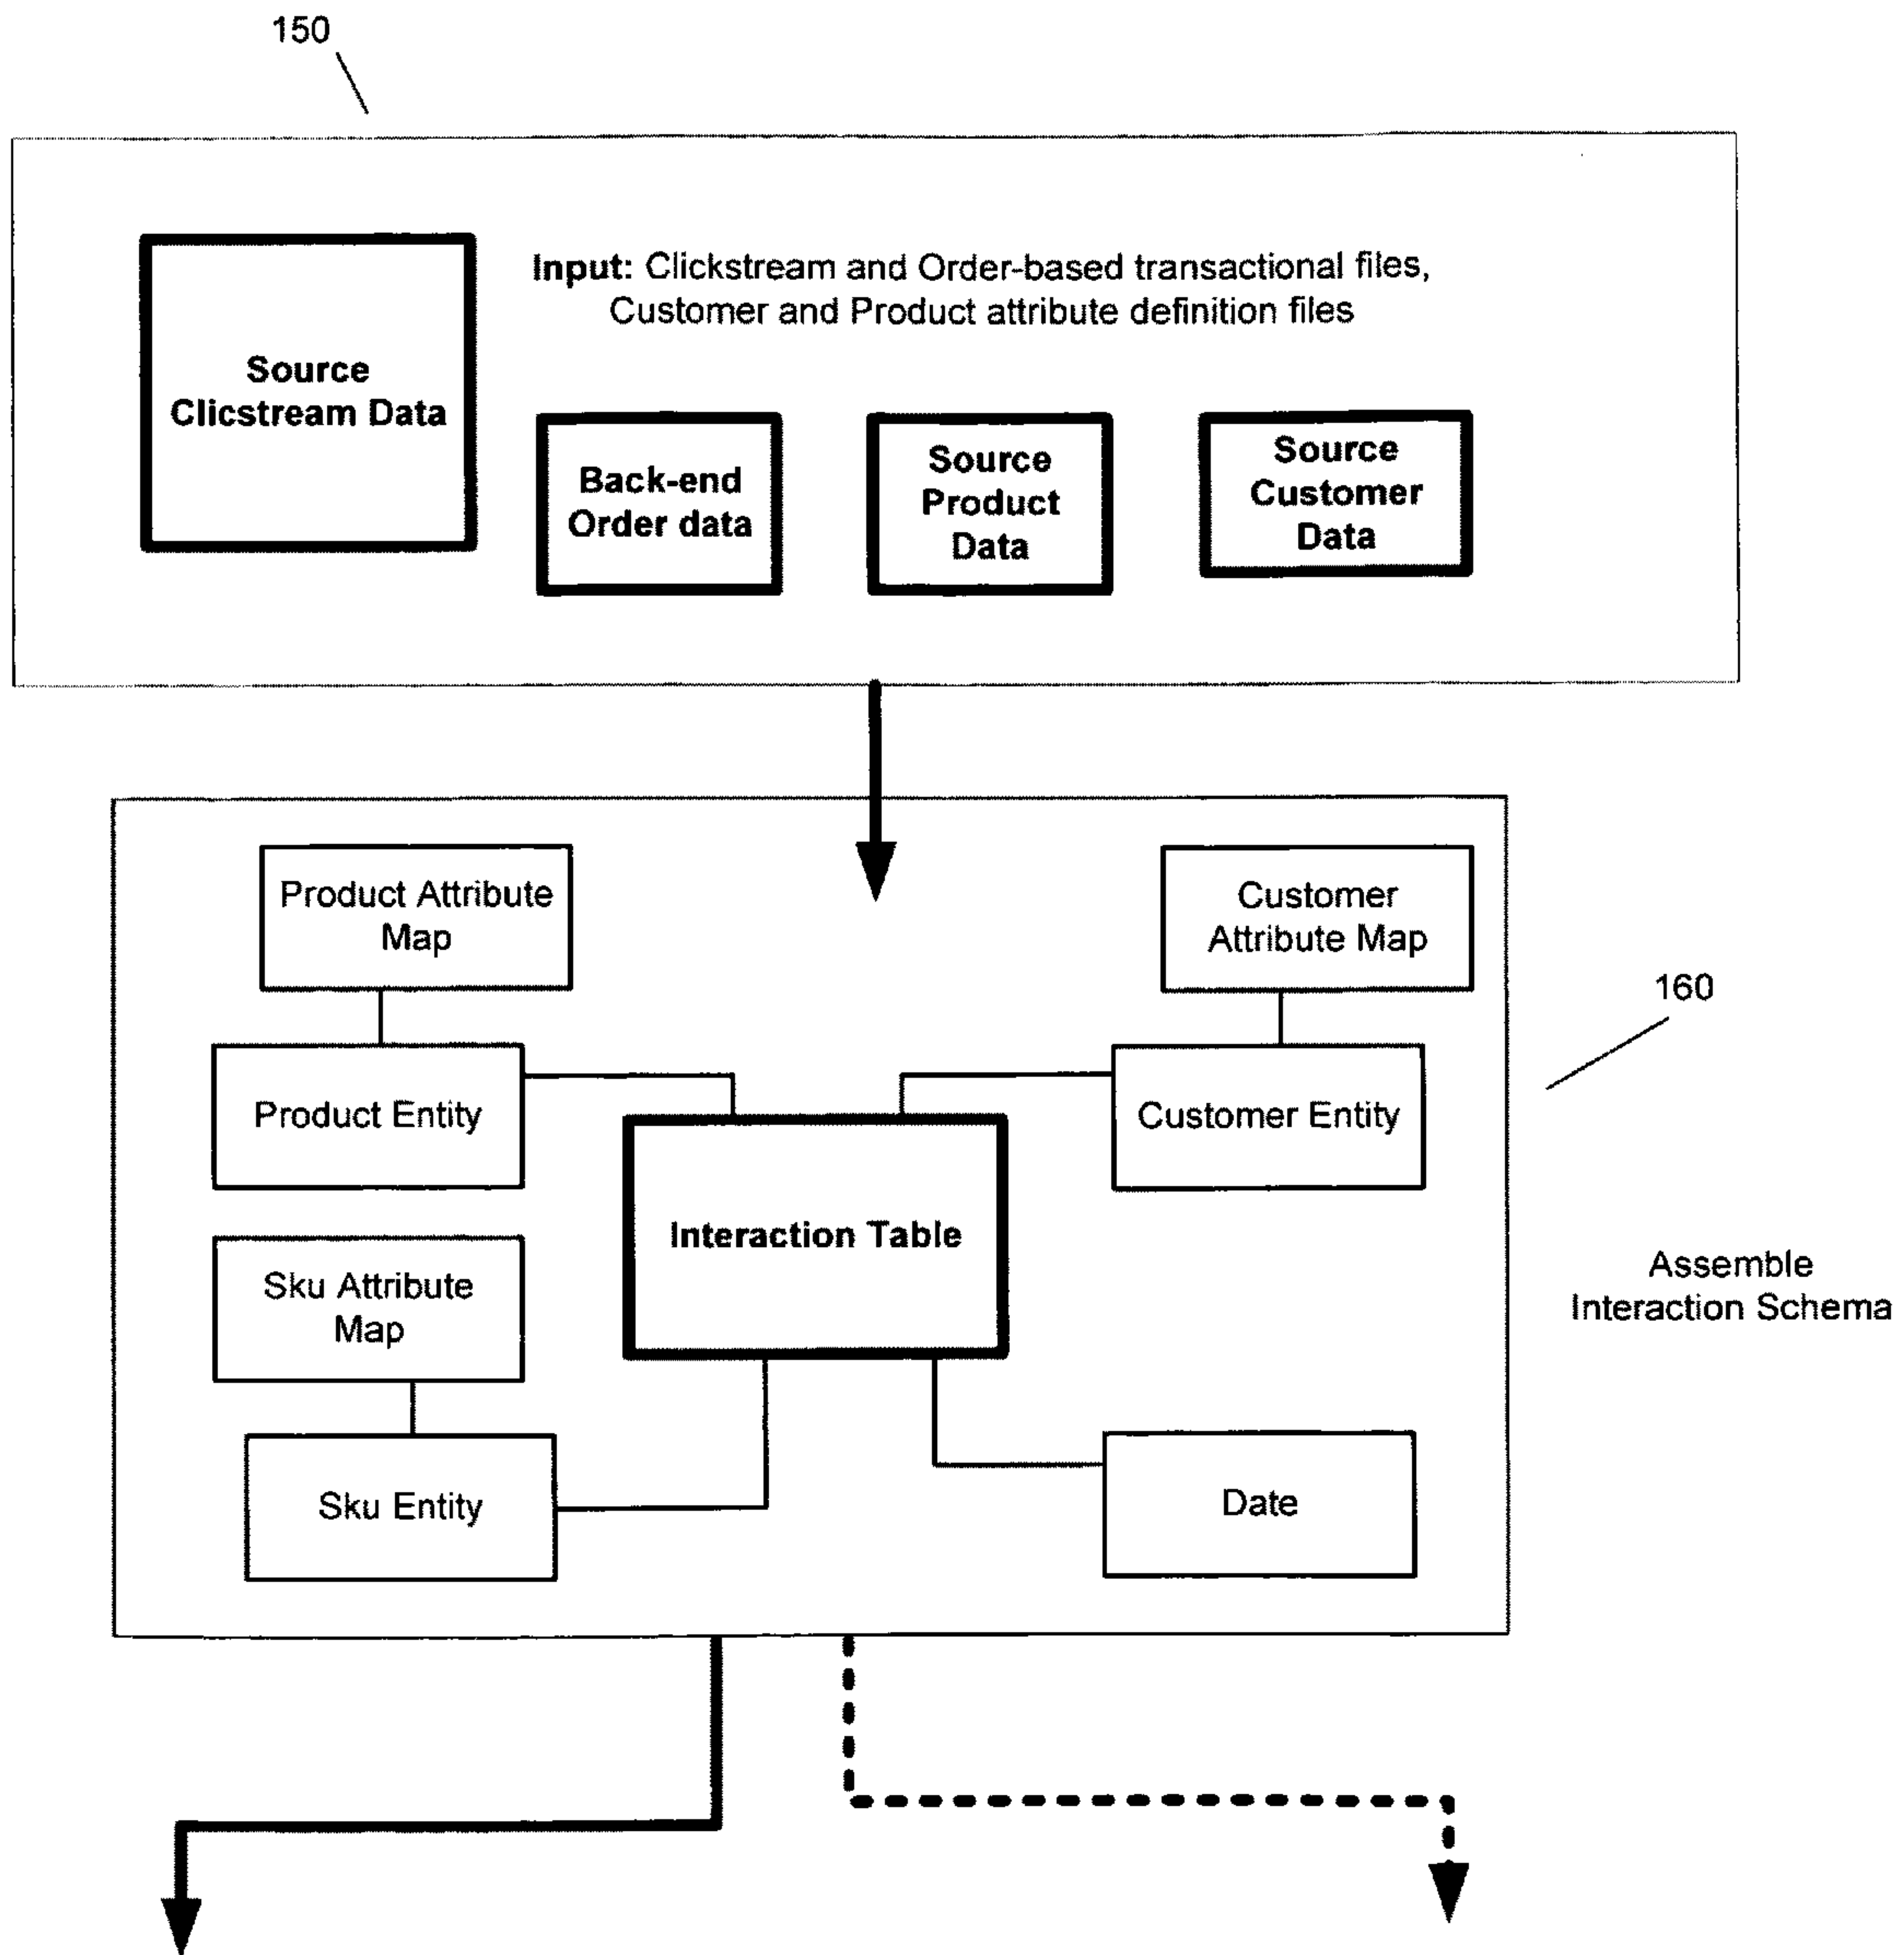 150
Input: Clickstream and Order-based transactional files,
Customer and Product attribute definition files
Source
Clicstream Data
Back-end
Order data
Source
Product
Data
Source
Customer
Data
Product Attribute
Map
Customer
Attribute Map
160
Product Entity
Customer Entity
Interaction Table
Sku Attribute
Map
Assemble
Interaction Schema
Sku Entity
Date